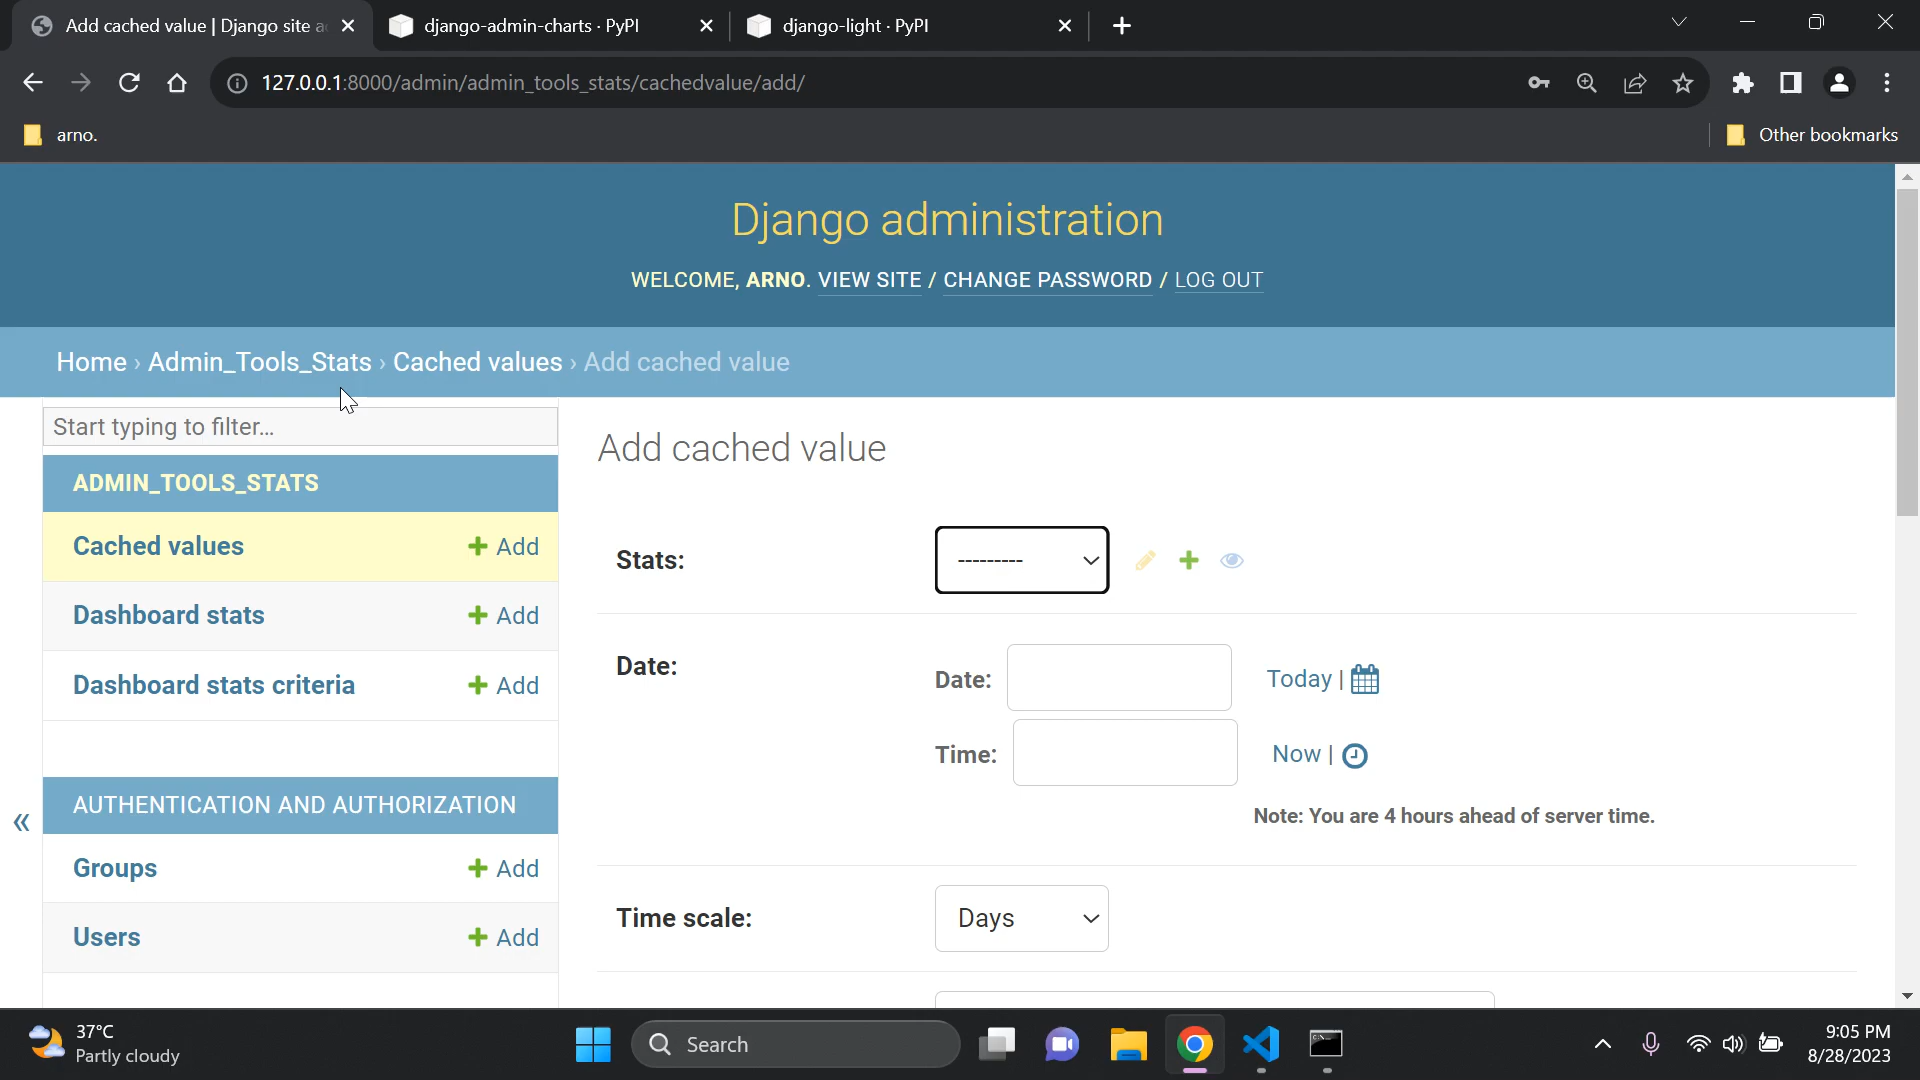 Add cached value | Django site a
django-admin-charts · PyPI
django-light · PyPI
127.0.0.1:8000/admin/admin_tools_stats/cachedvalue/add/
arno.
Other bookmarks
Django administration
WELCOME, ARNO. VIEW SITE / CHANGE PASSWORD / LOG OUT
Home › Admin_Tools_Stats › Cached values › Add cached value
Start typing to filter...
ADMIN_TOOLS_STATS
Cached values + Add
Dashboard stats + Add
Dashboard stats criteria + Add
AUTHENTICATION AND AUTHORIZATION
«
Groups + Add
Users + Add
Add cached value
Stats: ---------
Date:
Date: Today |
Time: Now |
Note: You are 4 hours ahead of server time.
Time scale: Days
37°C
Partly cloudy
Search
9:05 PM
8/28/2023